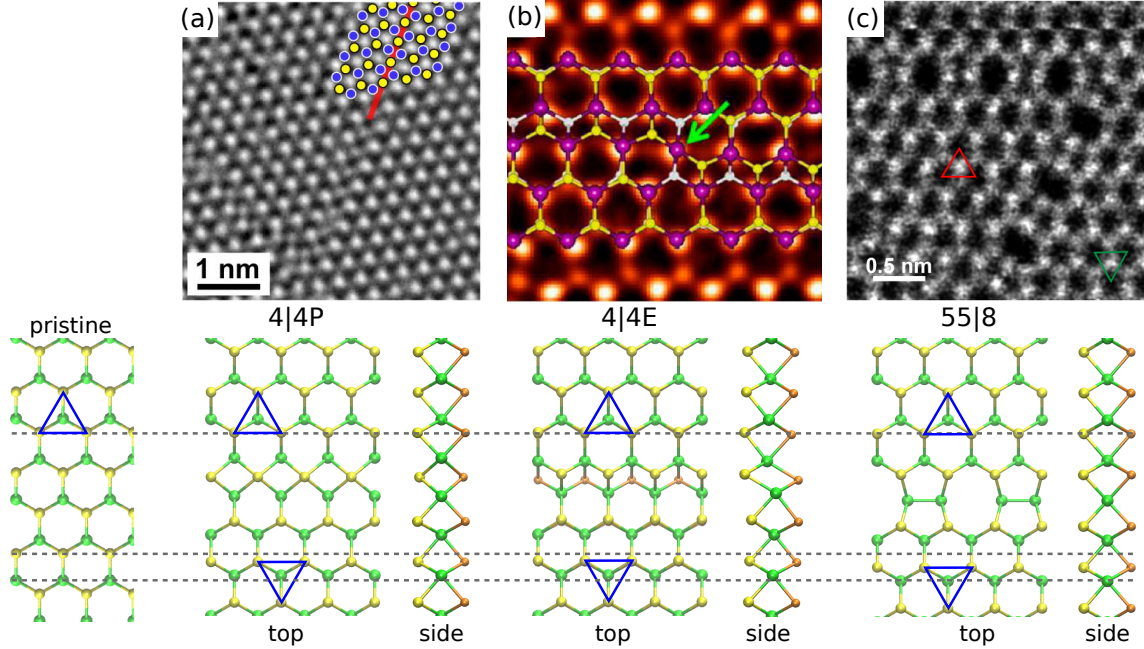 (a)
(b)
(c)
1 nm
0.5 nm
pristine
4|4P
4|4E
55|8
top
side
top
side
top
side